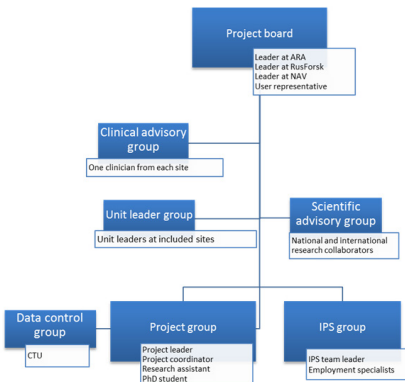 Project board
Leader at ARA
Leader at RusForsk
Leader at NAV
User representative
Clinical advisory
group
One clinician from each site
Unit leader group
Unit leaders at included sites
Scientific
advisory group
National and international
research collaborators
Data control
group
CTU
Project group
Project leader
Project coordinator
Research assistant
PhD student
IPS group
IPS team leader
Employment specialists